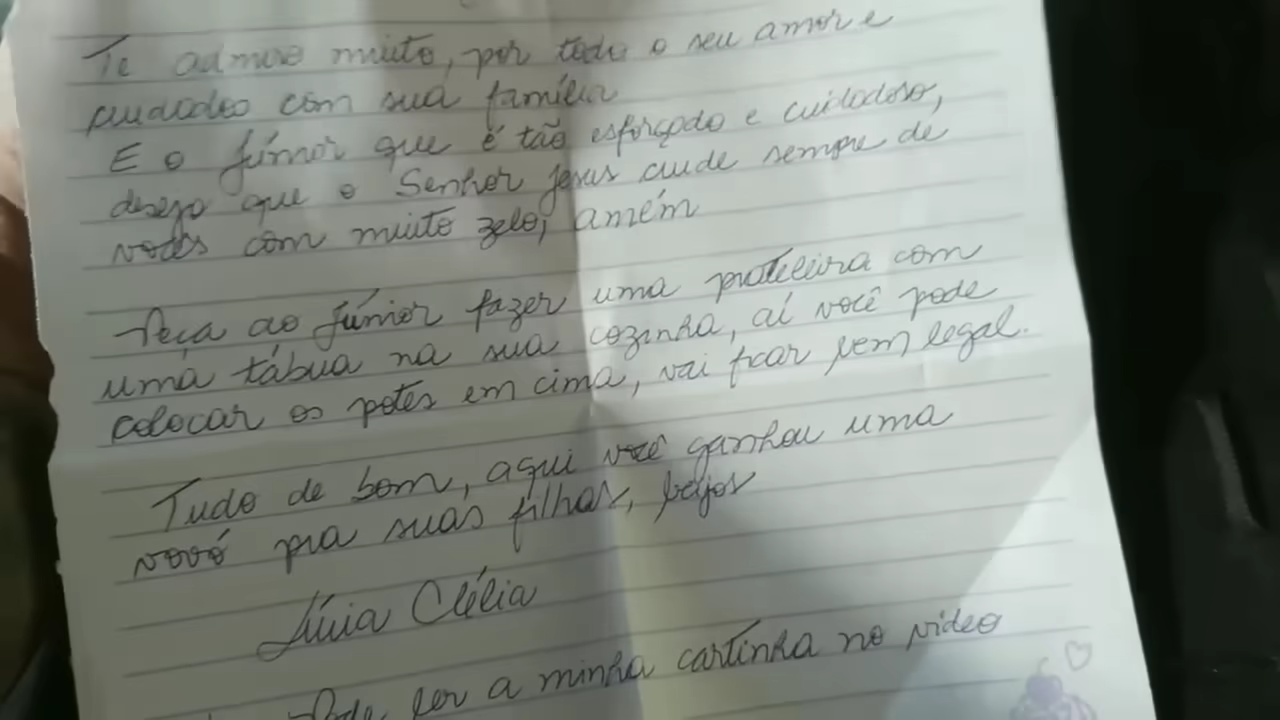 Te admiro muito, por todo o seu amor e
cuidados com sua família
E o Júnior que é tão esforçado e cuidadoso,
desejo que o Senhor Jesus cuide sempre de
vocês com muito zelo, amém
Peça ao Júnior fazer uma prateleira com
uma tábua na sua cozinha, aí você pode
colocar os potes em cima, vai ficar bem legal.
Tudo de bom, aqui você ganhou uma
vovó pra suas filhas, beijos
Lívia Clélia
Pode ler a minha cartinha no vídeo